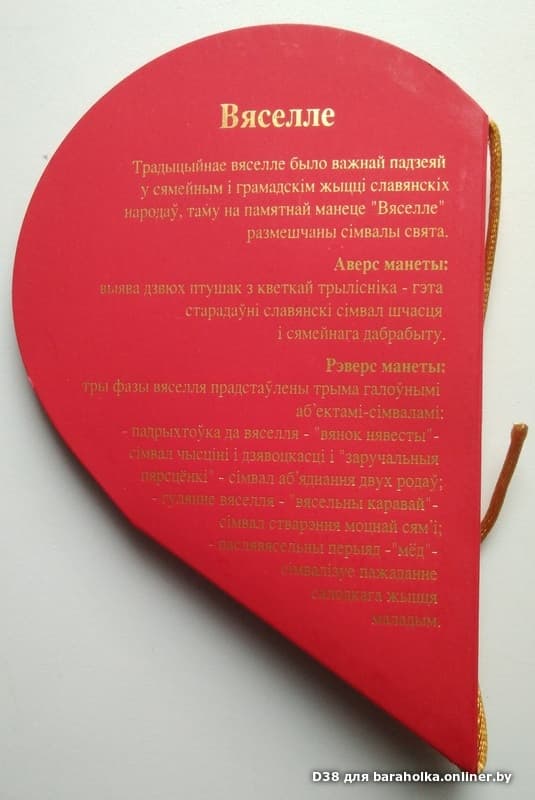 Вяселле
Традыцыйнае вяселле было важнай падзеяй
у сямейным і грамадскім жыцці славянскіх
народаў, таму на памятнай манеце "Вяселле"
размешчаны сімвалы свята.
Аверс манеты:
выява дзвюх птушак з кветкай трылісніка - гэта
старадаўні славянскі сімвал шчасця
і сямейнага дабрабыту.
Рэверс манеты:
тры фазы вяселля прадстаўлены трыма галоўнымі
аб'ектамі-сімваламі:
- падрыхтоўка да вяселля - "вянок нявесты"-
сімвал чысціні і дзявоцкасці і "заручальныя
пярсцёнкі" - сімвал аб'яднання двух родаў;
- гулянне вяселля - "вясельны каравай"-
сімвал стварэння моцнай сям'і;
- паслявясельны перыяд -"мёд"-
сімвалізуе пажаданне
салодкага жыцця
маладым.
D38 для baraholka.onliner.by